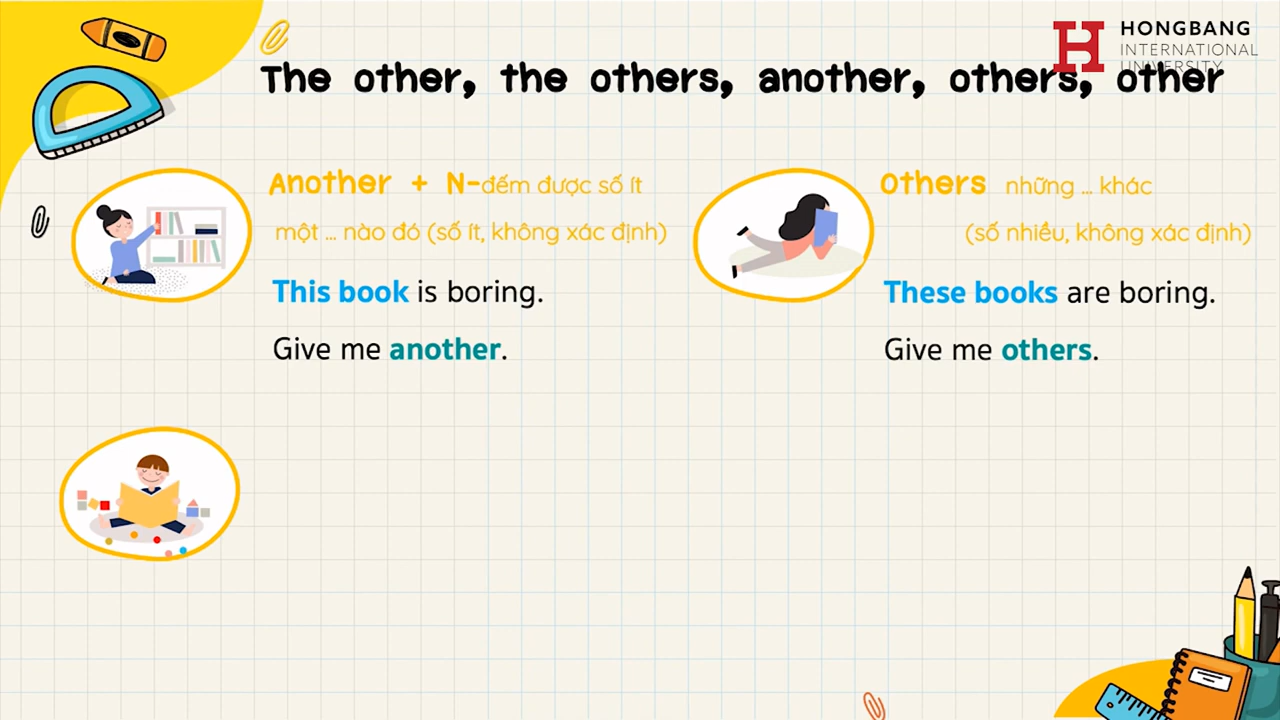 HONGBANG
INTERNATIONAL
UNIVERSITY
The other, the others, another, others, other
Another + N-đếm được số ít
một ... nào đó (số ít, không xác định)
This book is boring.
Give me another.
Others những ... khác
(số nhiều, không xác định)
These books are boring.
Give me others.